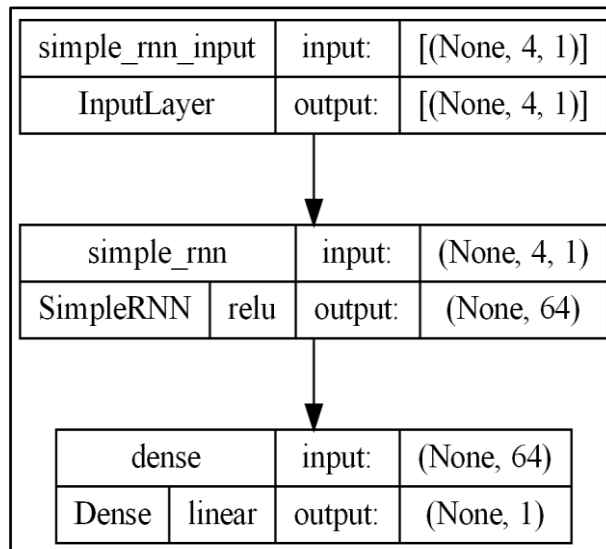 simple_rnn_input input: [(None, 4, 1)]
InputLayer output: [(None, 4, 1)]
simple_rnn input: (None, 4, 1)
SimpleRNN relu output: (None, 64)
dense input: (None, 64)
Dense linear output: (None, 1)